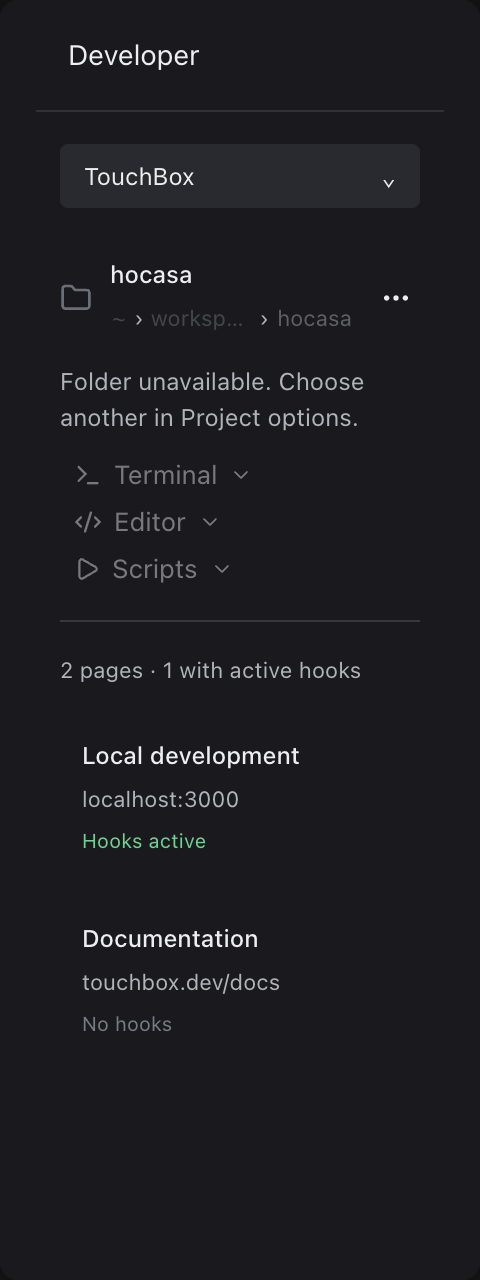 Developer
TouchBox
hocasa
~ › worksp... › hocasa
Folder unavailable. Choose
another in Project options.
Terminal
Editor
Scripts
2 pages · 1 with active hooks
Local development
localhost:3000
Hooks active
Documentation
touchbox.dev/docs
No hooks